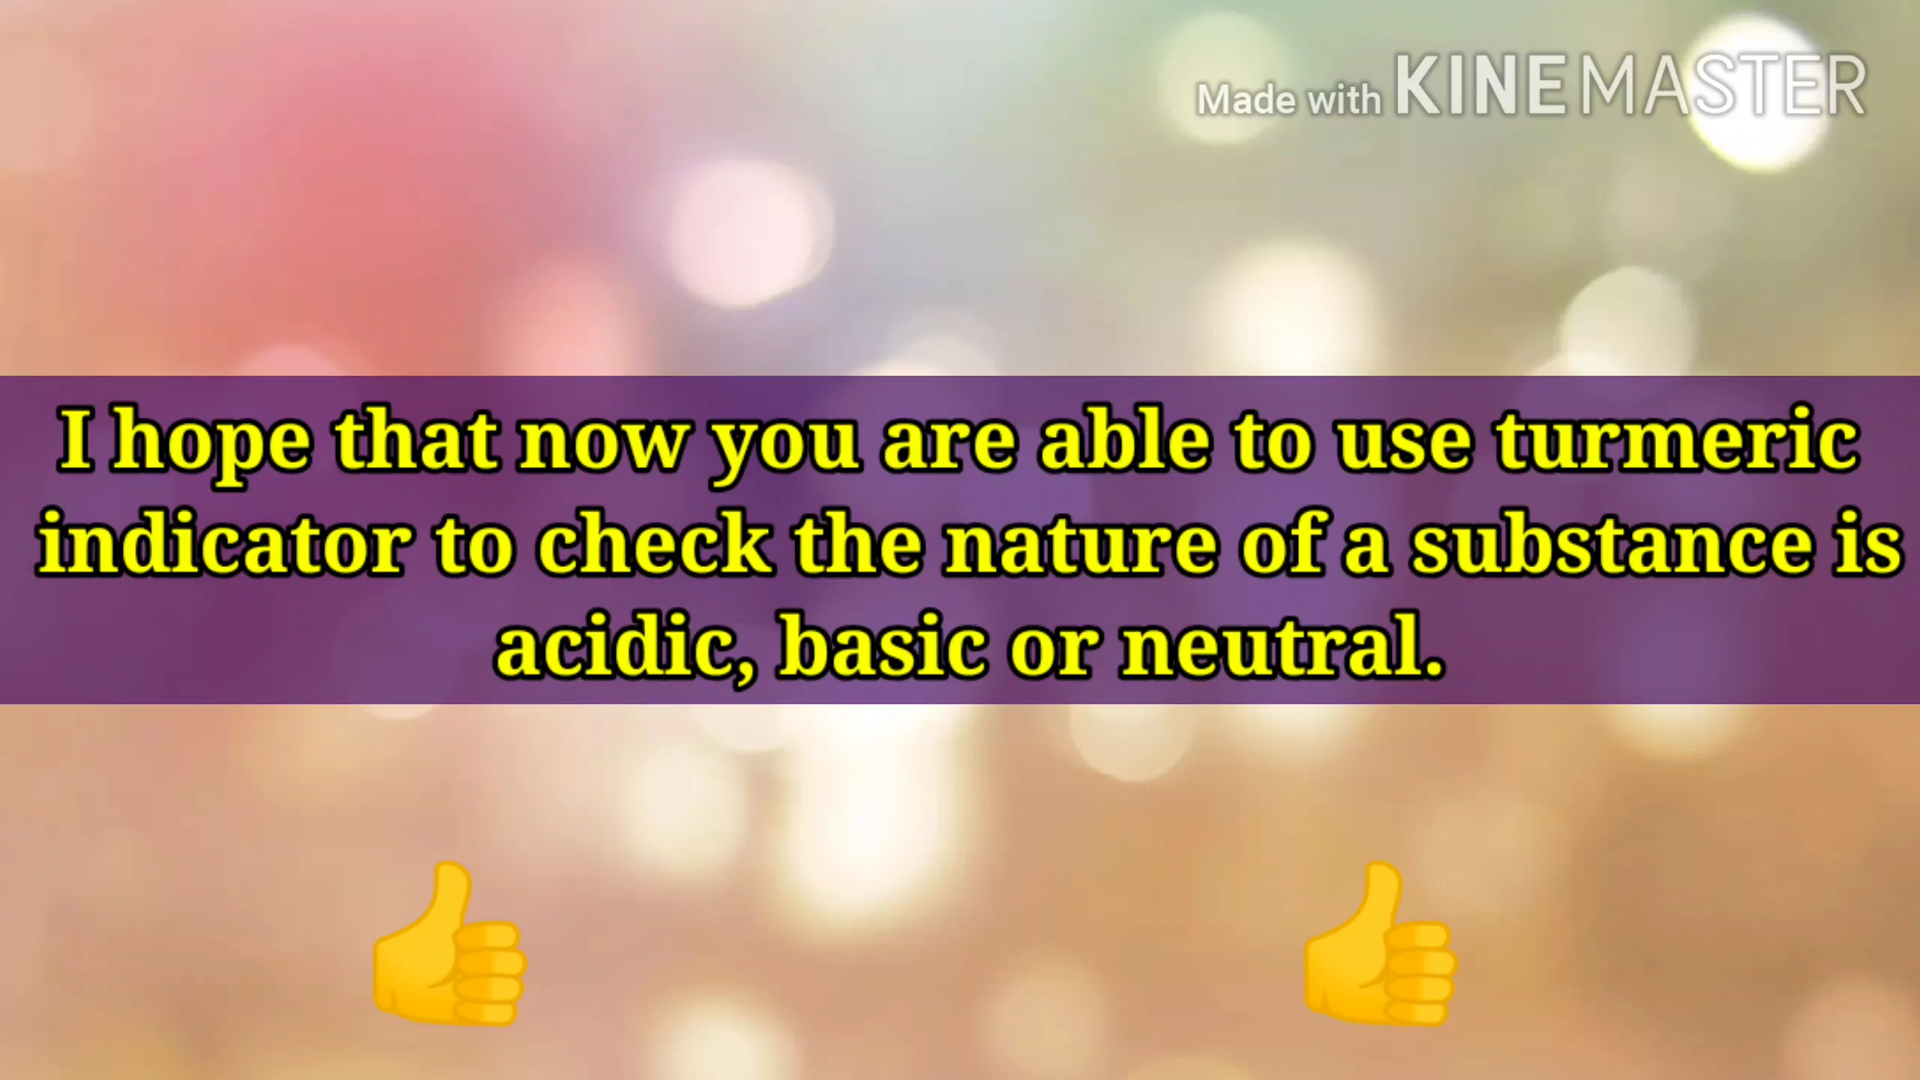 Made with KINEMASTER
I hope that now you are able to use turmeric
indicator to check the nature of a substance is
acidic, basic or neutral.